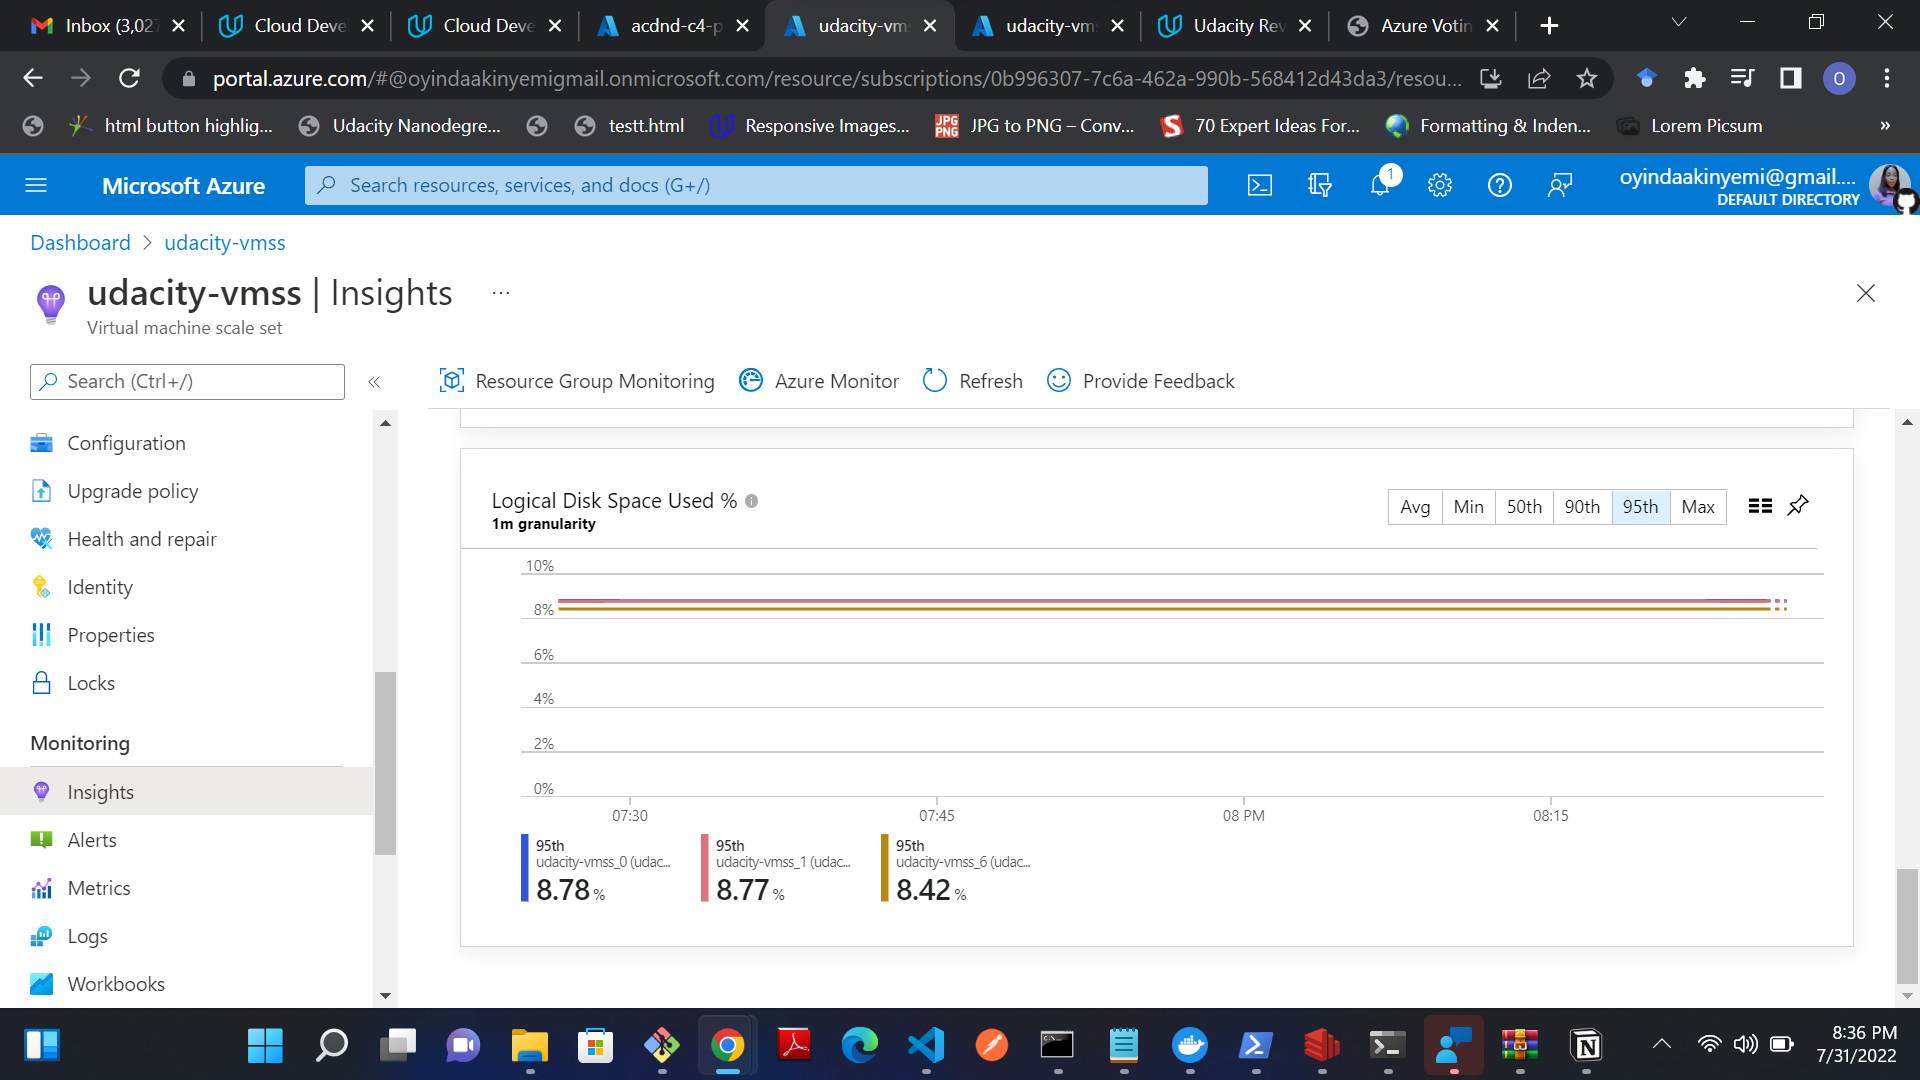 Inbox (3,027
Cloud Deve
Cloud Deve
acdnd-c4-p
udacity-vms
udacity-vms
Udacity Rev
Azure Votin
portal.azure.com/#@oyindaakinyemigmail.onmicrosoft.com/resource/subscriptions/0b996307-7c6a-462a-990b-568412d43da3/resou...
O
html button highlig...
Udacity Nanodegre...
testt.html
Responsive Images...
JPG PNG
JPG to PNG – Conv...
70 Expert Ideas For...
Formatting & Inden...
Lorem Picsum
»
Microsoft Azure
Search resources, services, and docs (G+/)
1
oyindaakinyemi@gmail....
DEFAULT DIRECTORY
Dashboard > udacity-vmss
udacity-vmss | Insights ...
Virtual machine scale set
Search (Ctrl+/)
«
Resource Group Monitoring
Azure Monitor
Refresh
Provide Feedback
Configuration
Upgrade policy
Health and repair
Identity
Properties
Locks
Monitoring
Insights
Alerts
Metrics
Logs
Workbooks
Logical Disk Space Used %
1m granularity
Avg
Min
50th
90th
95th
Max
10%
8%
6%
4%
2%
0%
07:30
07:45
08 PM
08:15
95th
udacity-vmss_0 (udac...
8.78 %
95th
udacity-vmss_1 (udac...
8.77 %
95th
udacity-vmss_6 (udac...
8.42 %
8:36 PM
7/31/2022